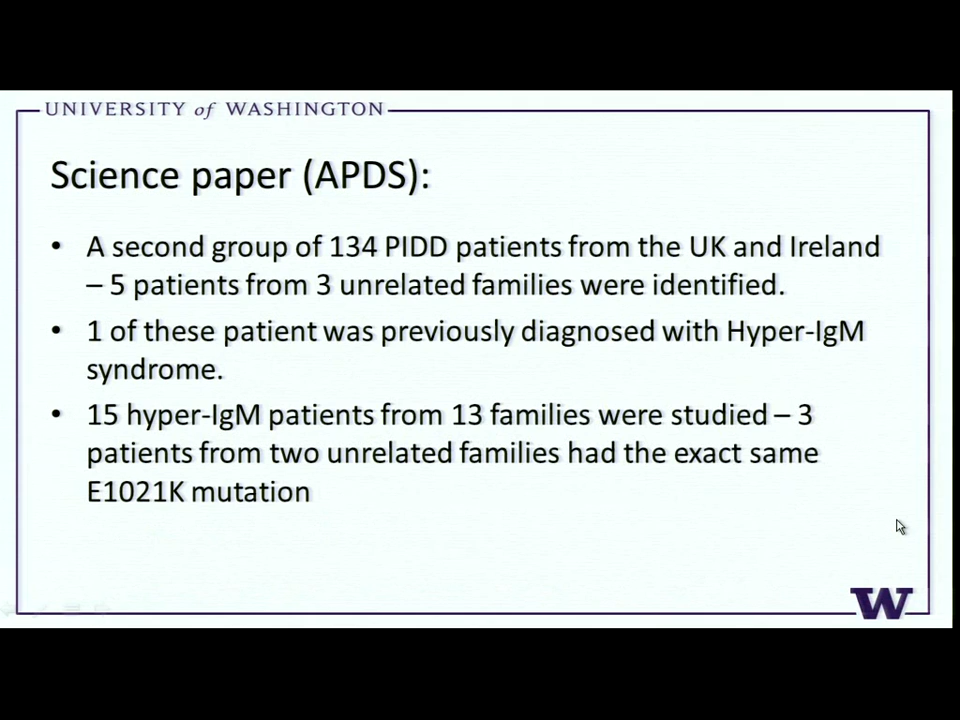 UNIVERSITY of WASHINGTON
Science paper (APDS):
• A second group of 134 PIDD patients from the UK and Ireland
– 5 patients from 3 unrelated families were identified.
• 1 of these patient was previously diagnosed with Hyper-IgM
syndrome.
• 15 hyper-IgM patients from 13 families were studied – 3
patients from two unrelated families had the exact same
E1021K mutation
W